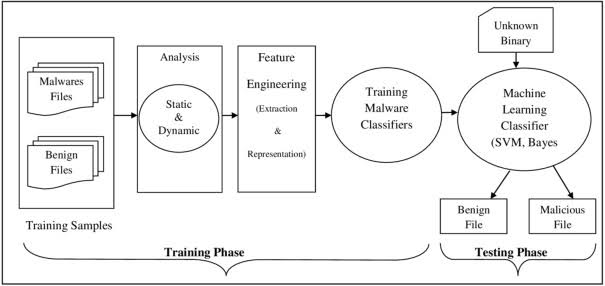 Malwares
Files
Benign
Files
Training Samples
Analysis
Static
&
Dynamic
Feature
Engineering
(Extraction
&
Representation)
Training
Malware
Classifiers
Unknown
Binary
Machine
Learning
Classifier
(SVM, Bayes
Benign
File
Malicious
File
Training Phase
Testing Phase